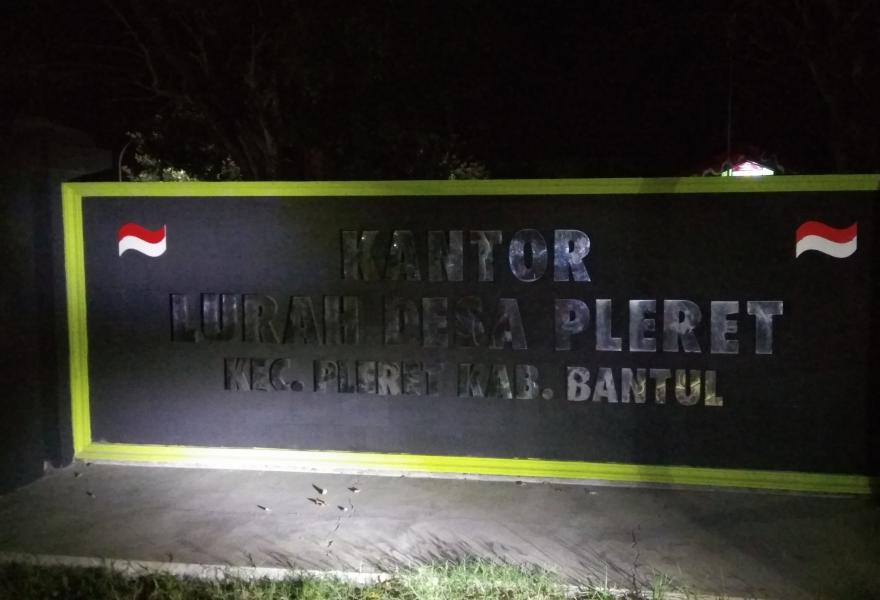 KANTOR
LURAH DESA PLERET
KEC. PLERET KAB. BANTUL